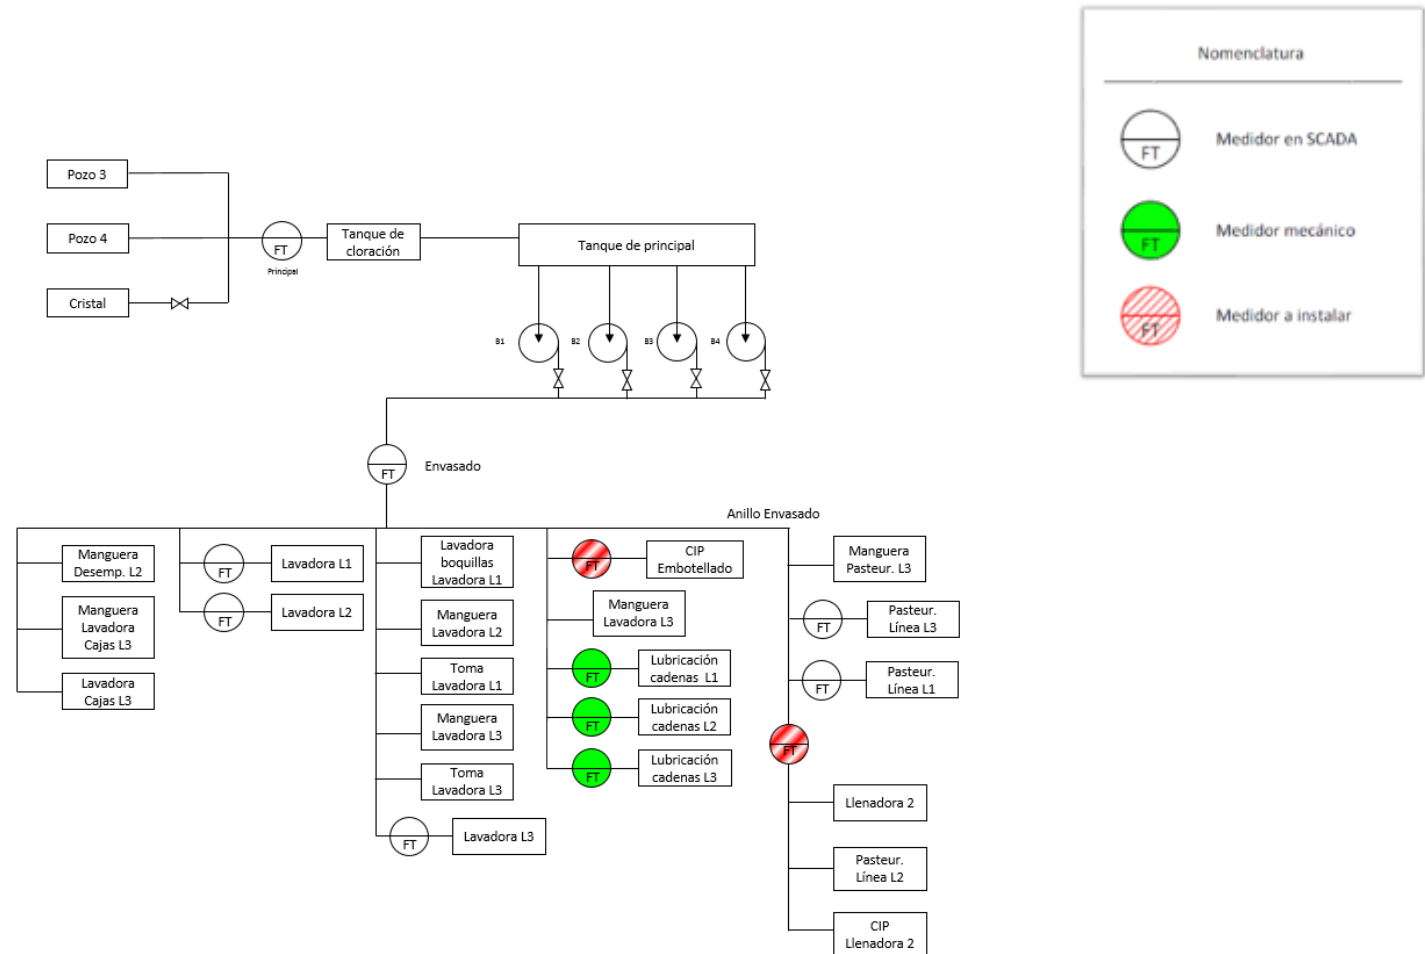 Nomenclatura
FT
Medidor en SCADA
FT
Medidor mecánico
FT
Medidor a instalar
Pozo 3
Pozo 4
Cristal
FT
Principal
Tanque de
cloración
Tanque de principal
B1
B2
B3
B4
FT
Envasado
Anillo Envasado
Manguera
Desemp. L2
Manguera
Lavadora
Cajas L3
Lavadora
Cajas L3
FT
Lavadora L1
FT
Lavadora L2
Lavadora
boquillas
Lavadora L1
Manguera
Lavadora L2
Toma
Lavadora L1
Manguera
Lavadora L3
Toma
Lavadora L3
FT
Lavadora L3
FT
CIP
Embotellado
Manguera
Lavadora L3
FT
Lubricación
cadenas L1
FT
Lubricación
cadenas L2
FT
Lubricación
cadenas L3
Manguera
Pasteur. L3
FT
Pasteur.
Línea L3
FT
Pasteur.
Línea L1
FT
Llenadora 2
Pasteur.
Línea L2
CIP
Llenadora 2